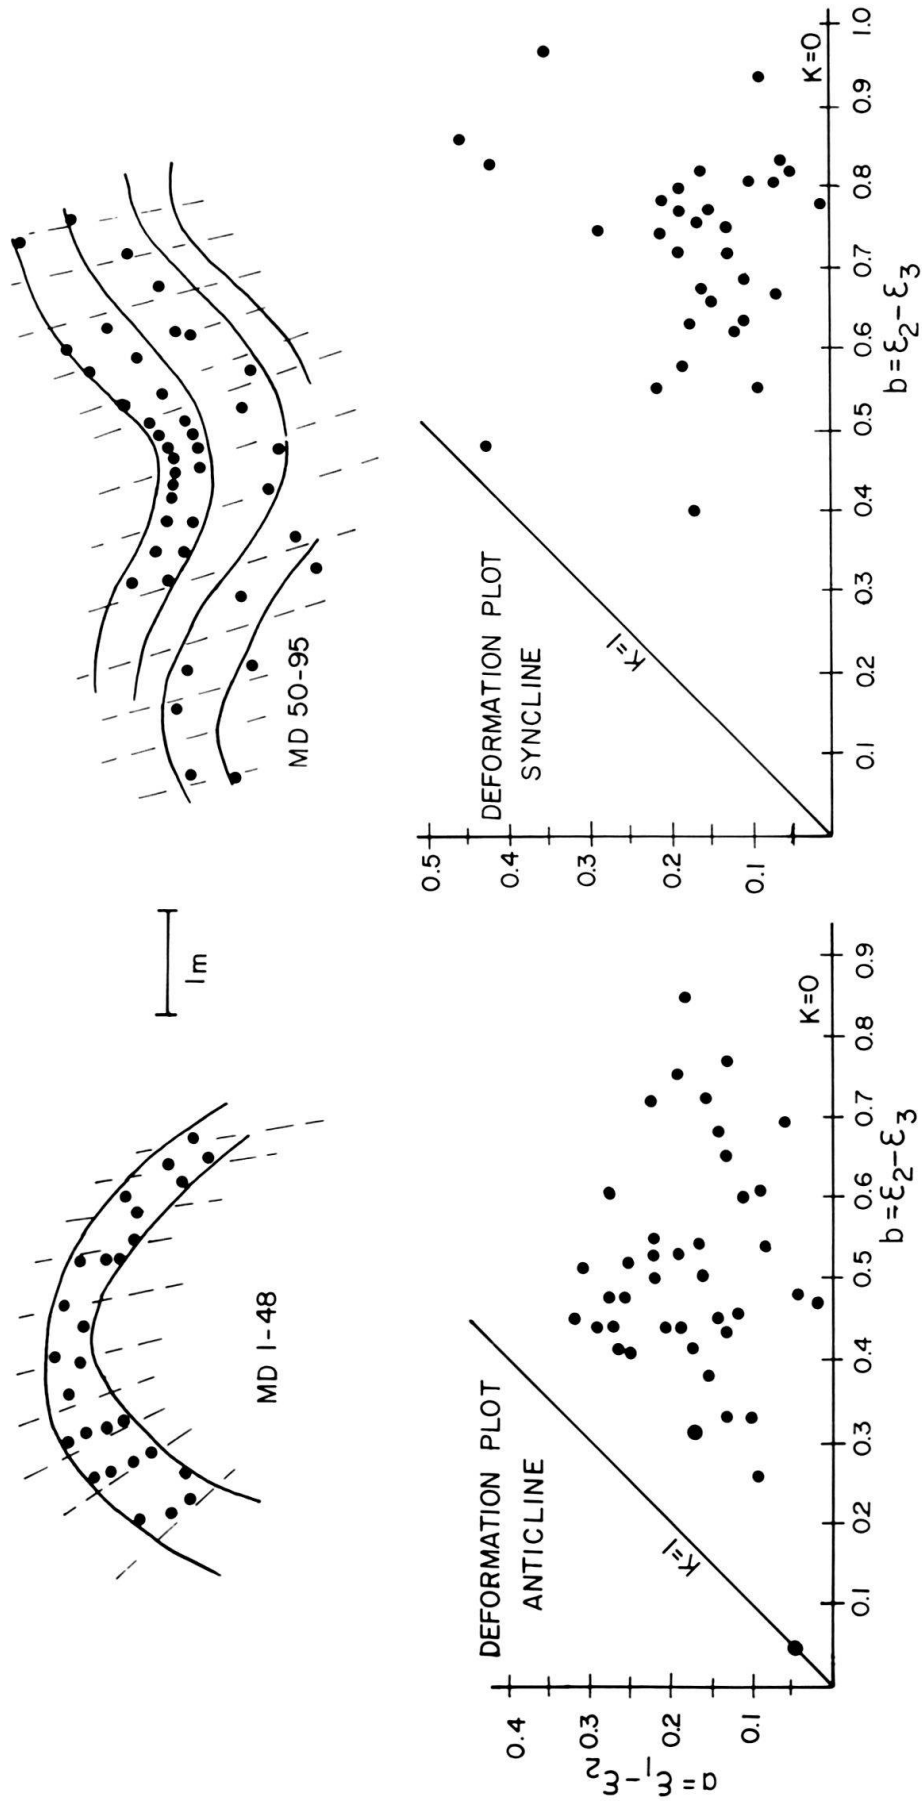 MD 1-48
1m
MD 50-95
DEFORMATION PLOT
ANTICLINE
K=1
K=0
a=ε1-ε2
0.4
0.3
0.2
0.1
0.1
0.2
0.3
0.4
0.5
0.6
0.7
0.8
0.9
b=ε2-ε3
DEFORMATION PLOT
SYNCLINE
K=1
K=0
0.5
0.4
0.3
0.2
0.1
0.1
0.2
0.3
0.4
0.5
0.6
0.7
0.8
0.9
1.0
b=ε2-ε3